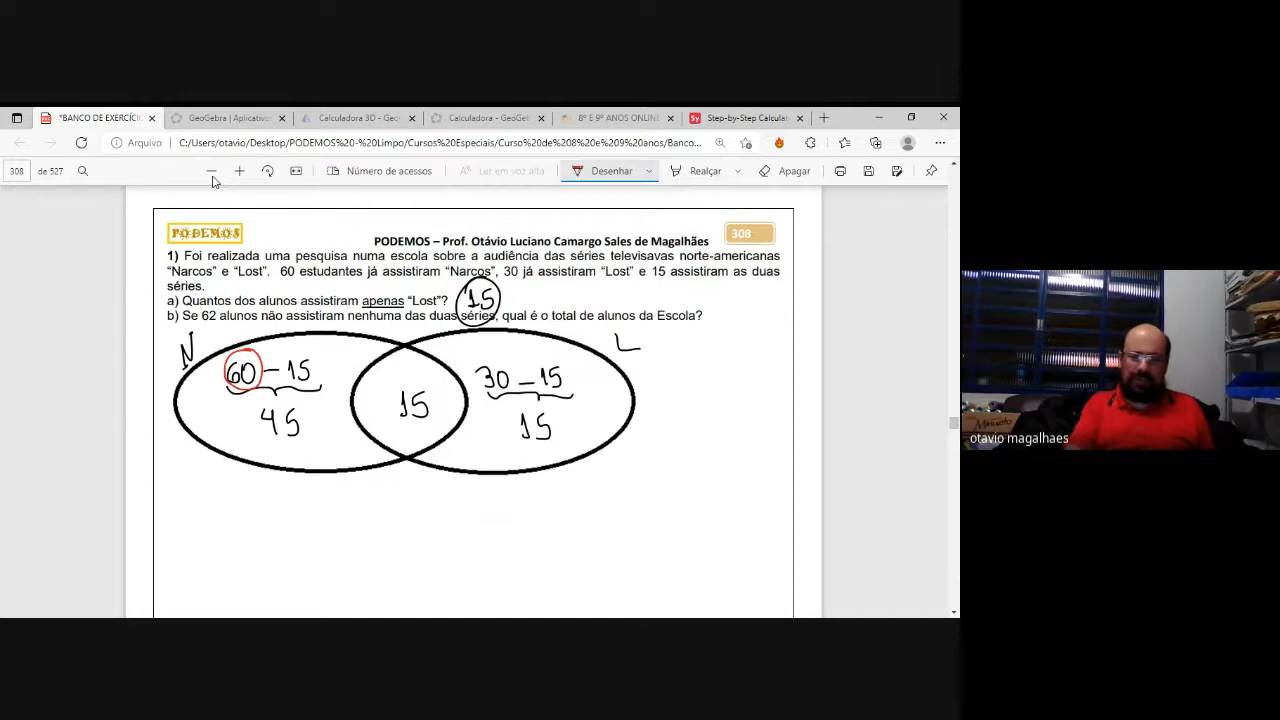 *BANCO DE EXERCÍCI
GeoGebra | Aplicativos
Calculadora 3D - Geo
Calculadora - GeoGeb
8º E 9º ANOS ONLINE
Sy
Step-by-Step Calculat
Arquivo
C:/Users/otavio/Desktop/PODEMOS%20-%20Limpo/Cursos%20Especiais/Curso%20de%208%20e%209%20anos/Banco...
308
de 527
Número de acessos
Ler em voz alta
Desenhar
Realçar
Apagar
PODEMOS
308
PODEMOS – Prof. Otávio Luciano Camargo Sales de Magalhães
1) Foi realizada uma pesquisa numa escola sobre a audiência das séries televisavas norte-americanas
“Narcos” e “Lost”. 60 estudantes já assistiram “Narcos”, 30 já assistiram “Lost” e 15 assistiram as duas
séries.
a) Quantos dos alunos assistiram apenas “Lost”? 15
b) Se 62 alunos não assistiram nenhuma das duas séries, qual é o total de alunos da Escola?
N
L
60 - 15
30 - 15
45
15
15
otavio magalhaes